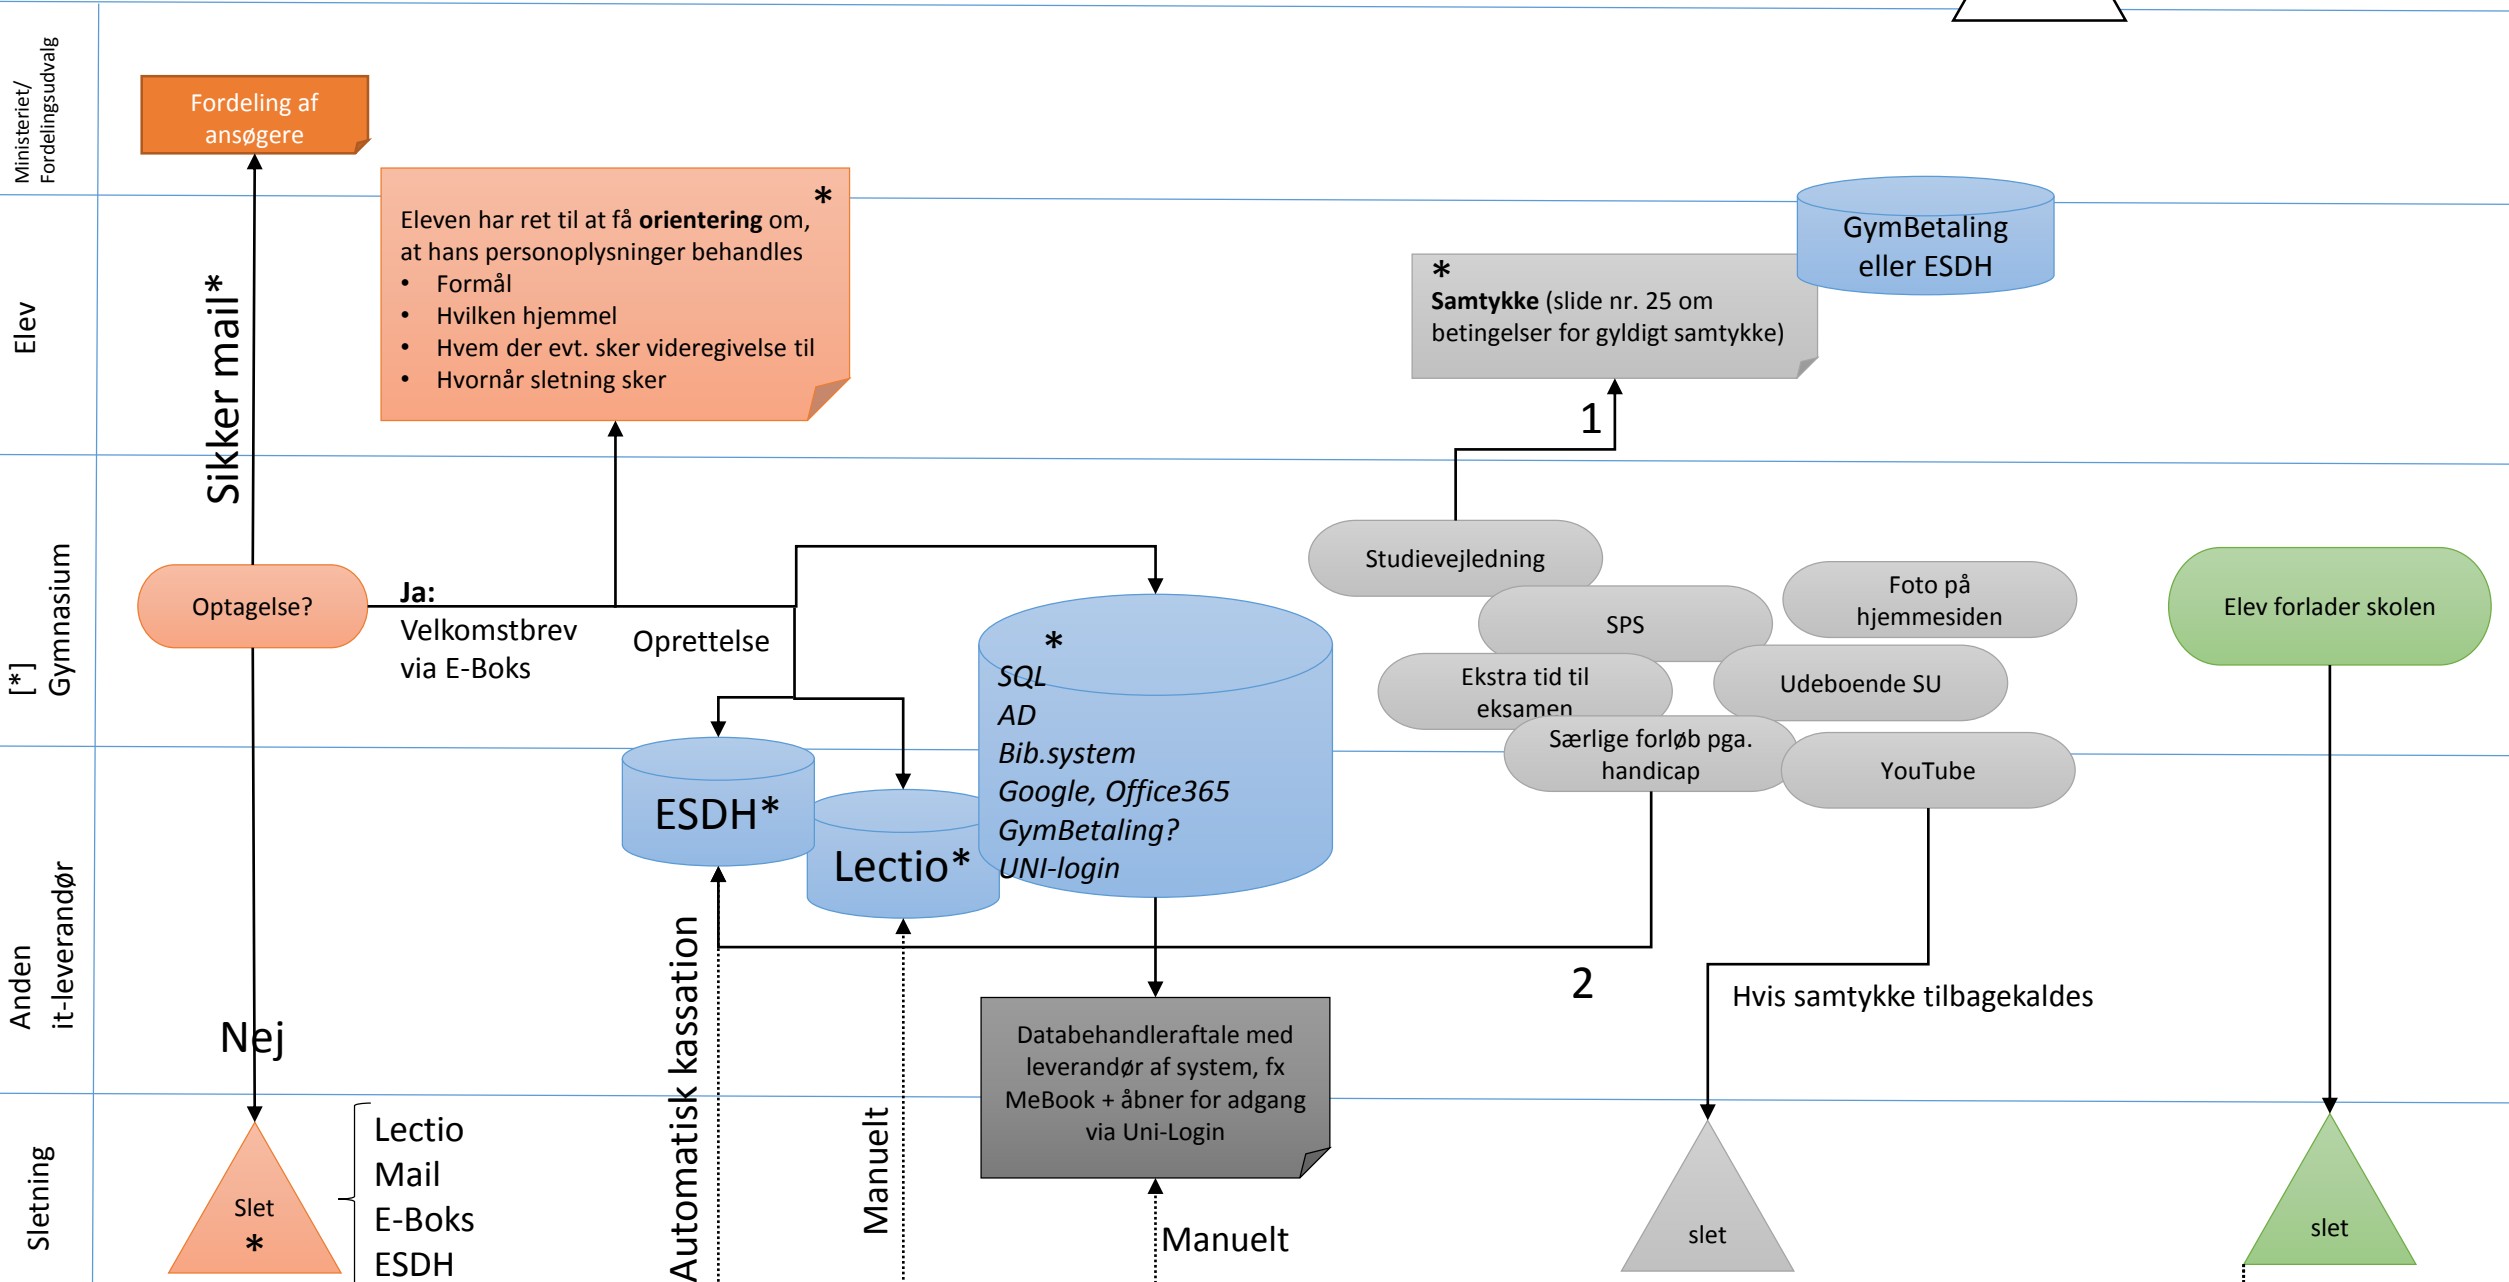 Ministeriet/
Fordelingsudvalg
Fordeling af
ansøgere
Elev
Sikker mail*
*
Eleven har ret til at få orientering om,
at hans personoplysninger behandles
• Formål
• Hvilken hjemmel
• Hvem der evt. sker videregivelse til
• Hvornår sletning sker
GymBetaling
eller ESDH
*
Samtykke (slide nr. 25 om
betingelser for gyldigt samtykke)
1
[*]
Gymnasium
Optagelse?
Ja:
Velkomstbrev
via E-Boks
Oprettelse
*
SQL
AD
Bib.system
Google, Office365
GymBetaling?
UNI-login
Studievejledning
SPS
Foto på
hjemmesiden
Ekstra tid til
eksamen
Udeboende SU
Særlige forløb pga.
handicap
YouTube
Elev forlader skolen
Anden
it-leverandør
ESDH*
Lectio*
2
Hvis samtykke tilbagekaldes
Nej
Automatisk kassation
Manuelt
Databehandleraftale med
leverandør af system, fx
MeBook + åbner for adgang
via Uni-Login
Manuelt
Sletning
Slet
*
Lectio
Mail
E-Boks
ESDH
slet
slet